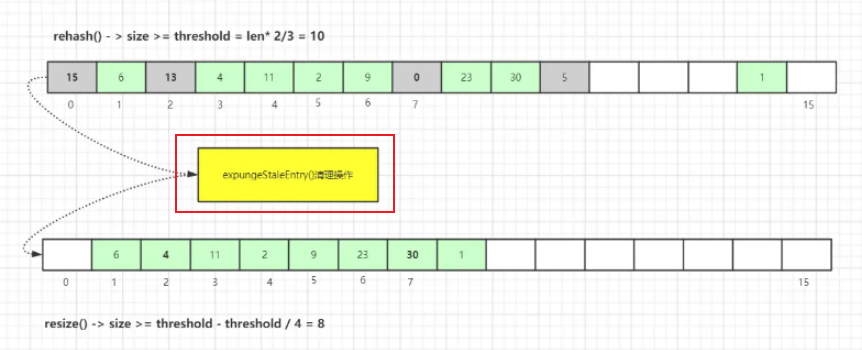 rehash() - > size >= threshold = len* 2/3 = 10
15 6 13 4 11 2 9 0 23 30 5 1
0 1 2 3 4 5 6 7 15
expungeStaleEntry()清理操作
6 4 11 2 9 23 30 1
0 1 2 3 4 5 6 7 15
resize() -> size >= threshold - threshold / 4 = 8